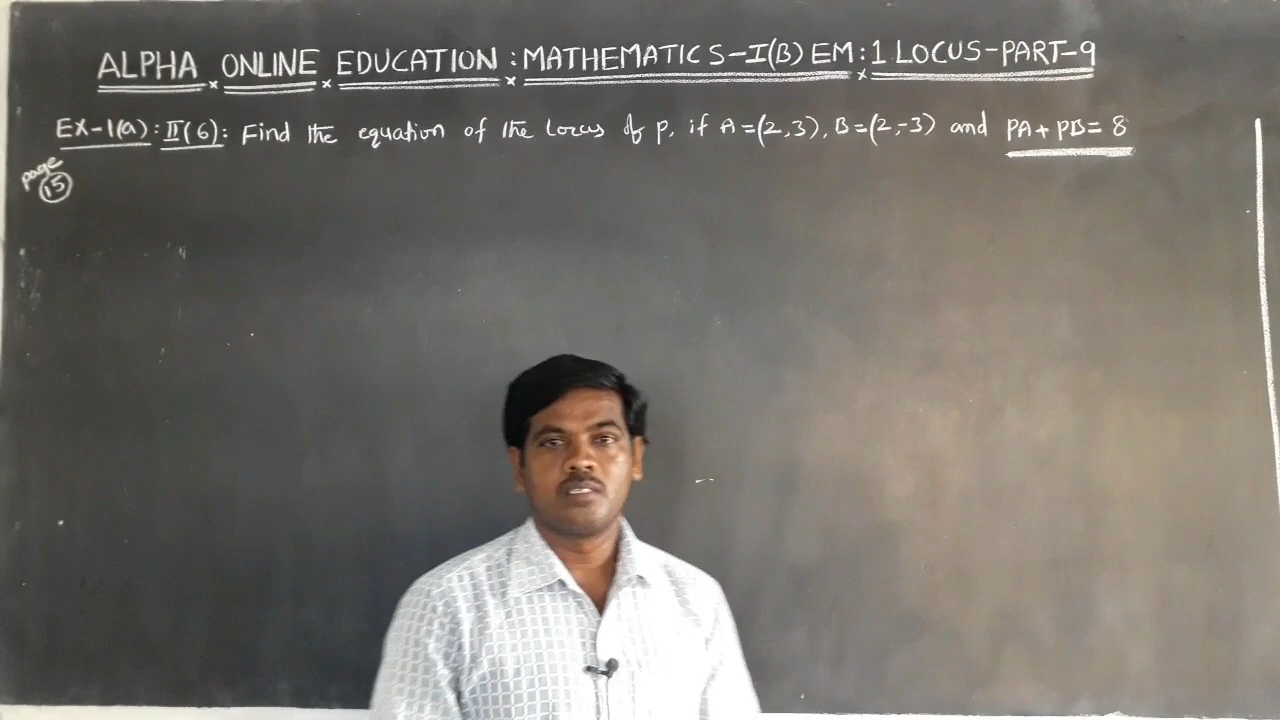 ALPHA ONLINE EDUCATION : MATHEMATICS-I(B) EM : 1 LOCUS-PART-9
EX-1(a) : II(6) : Find the equation of the Locus of P, if A=(2,3), B=(2,-3) and PA+PB=8
page
15